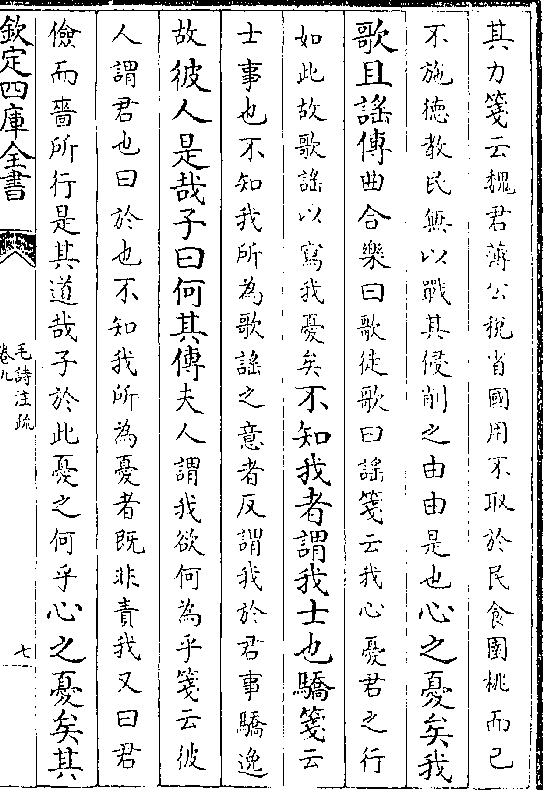 其力箋云魏君薄公稅省國用不取於民食園桃而已
不施德教民無以戰其侵削之由由是也心之憂矣我
歌且謠傳曲合樂曰歌徒歌曰謠箋云我心憂君之行
如此故歌謠以寫我憂矣不知我者謂我士也驕箋云
士事也不知我所為歌謠之意者反謂我於君事驕逸
故彼人是哉子曰何其傳夫人謂我欲何為乎箋云彼
人謂君也曰於也不知我所為憂者既非責我又曰君
儉而嗇所行是其道哉子於此憂之何乎心之憂矣其
欽定四庫全書
毛詩注疏
卷九
七